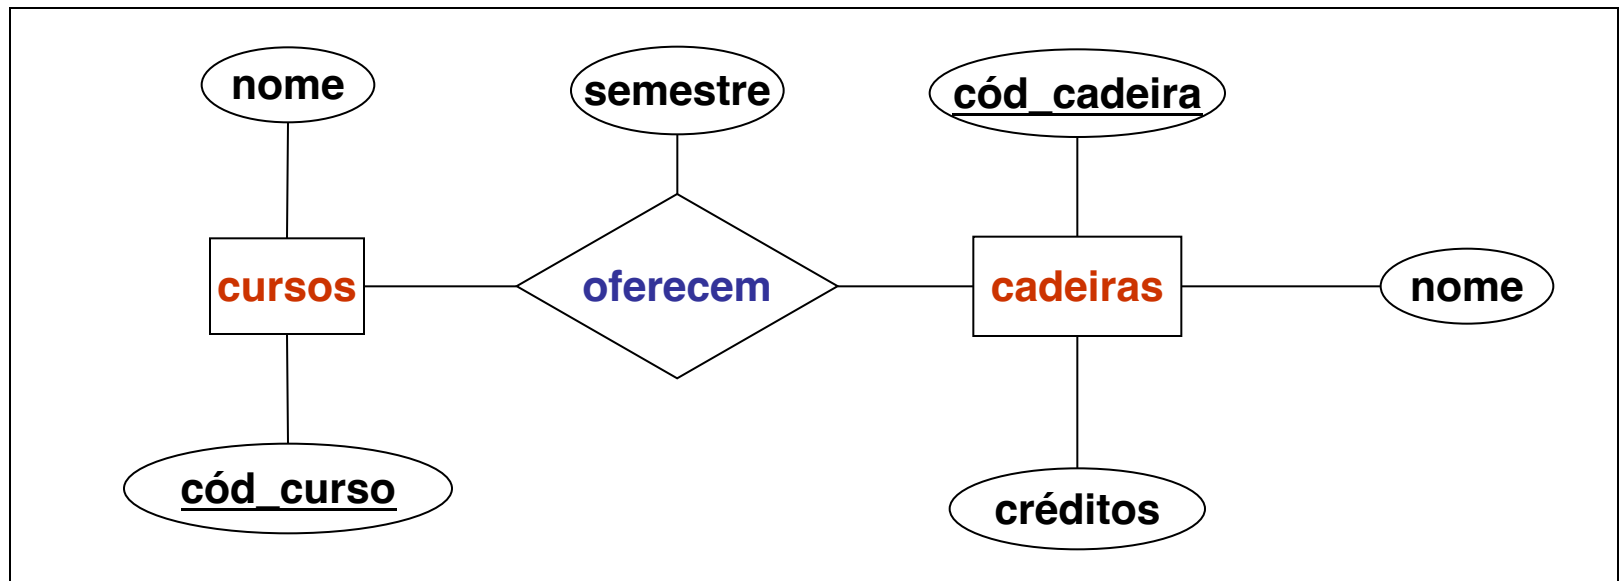 nome
semestre
cód_cadeira
cursos
oferecem
cadeiras
nome
cód_curso
créditos